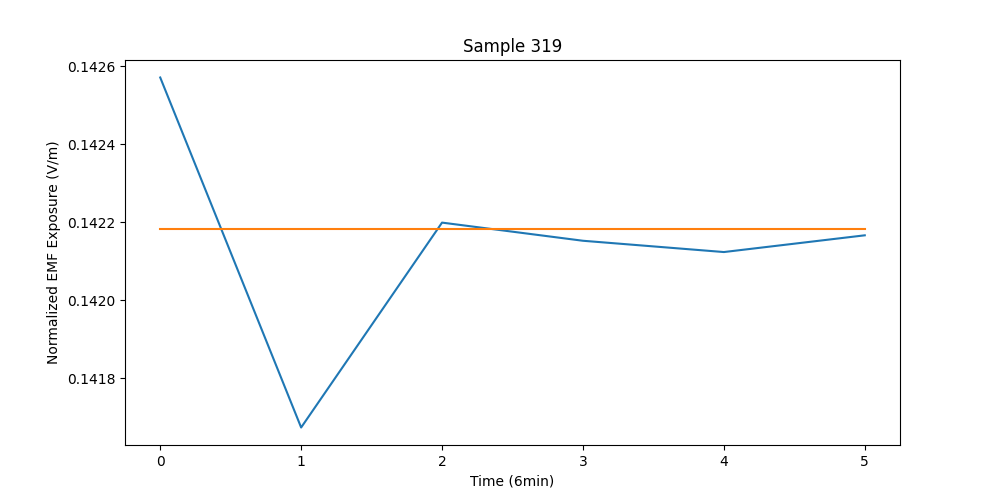 Sample 319
Normalized EMF Exposure (V/m)
0.1426
0.1424
0.1422
0.1420
0.1418
0 1 2 3 4 5
Time (6min)